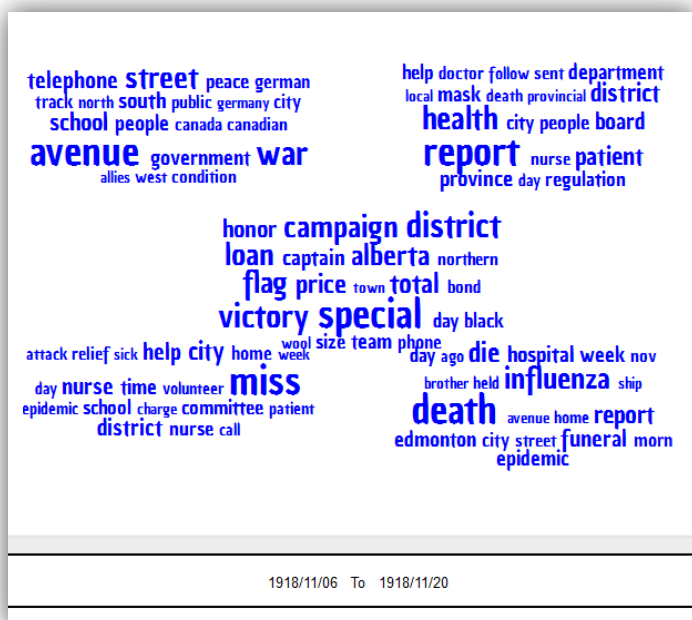 telephone street peace german
track north south public germany city
school people canada canadian
avenue government war
allies west condition
help doctor follow sent department
local mask death provincial district
health city people board
report nurse patient
province day regulation
honor campaign district
loan captain alberta northern
flag price town total bond
victory special day black
wool size team phone
attack relief sick help city home week
day nurse time volunteer miss
epidemic school charge committee patient
district nurse call
day ago die hospital week nov
brother held influenza ship
death avenue home report
edmonton city street funeral morn
epidemic
1918/11/06 To 1918/11/20